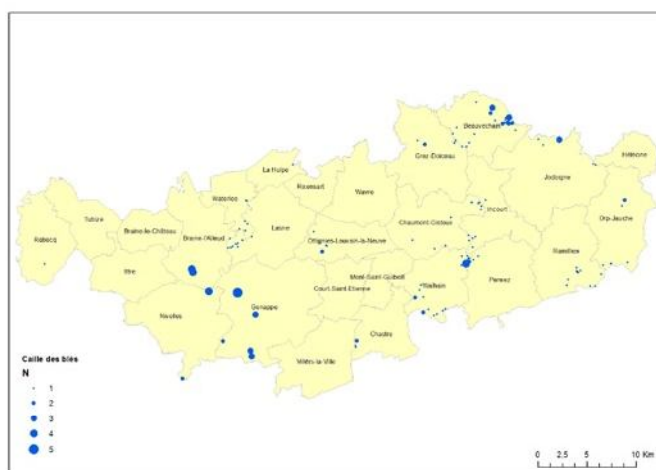 Beauvechain
Grez-Doiceau
Hélécine
La Hulpe
Rixensart
Wavre
Jodoigne
Waterloo
Incourt
Orp-Jauche
Tubize
Lasne
Chaumont-Gistoux
Braine-le-Château
Braine-l'Alleud
Ottignies-Louvain-la-Neuve
Rebecq
Ramillies
Ittre
Mont-Saint-Guibert
Walhain
Perwez
Court-Saint-Etienne
Genappe
Nivelles
Chastre
Villers-la-Ville
Caille des blés
N
1
2
3
4
5
0 2.5 5 10 Km